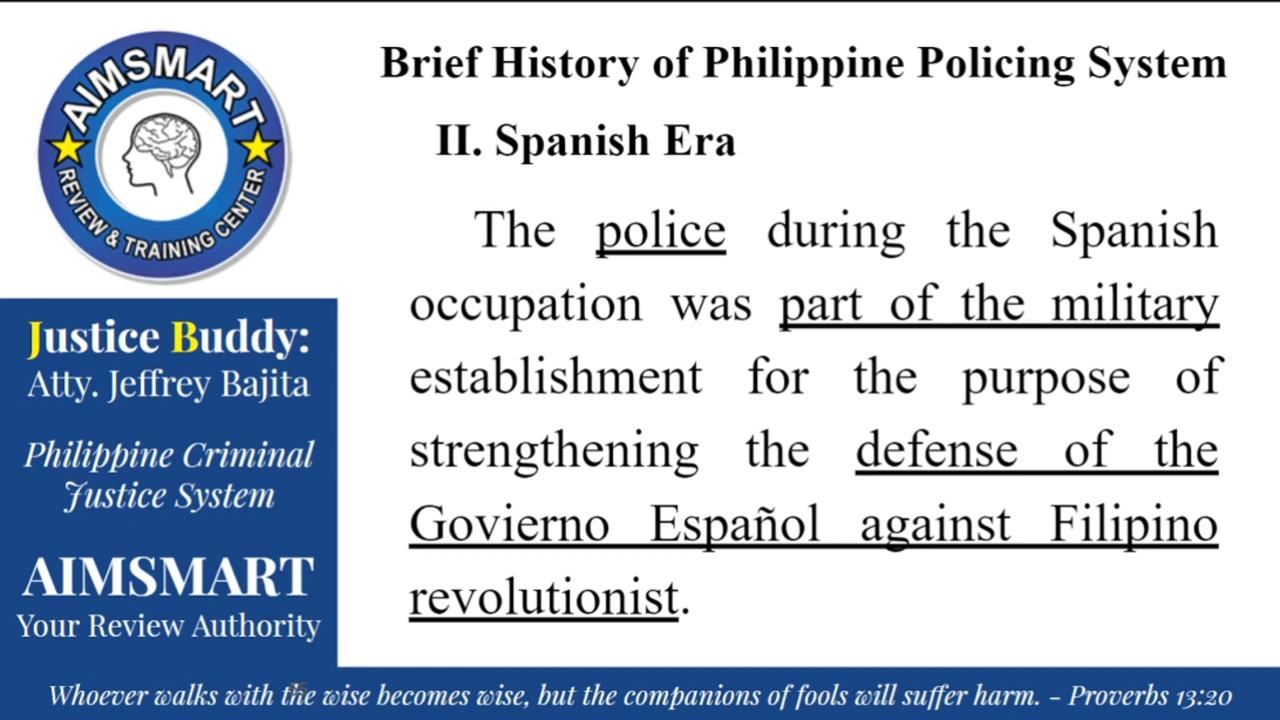 AIMSMART
REVIEW & TRAINING CENTER
Brief History of Philippine Policing System
II. Spanish Era
The police during the Spanish
occupation was part of the military
establishment for the purpose of
strengthening the defense of the
Govierno Español against Filipino
revolutionist.
Justice Buddy:
Atty. Jeffrey Bajita
Philippine Criminal
Justice System
AIMSMART
Your Review Authority
Whoever walks with the wise becomes wise, but the companions of fools will suffer harm. – Proverbs 13:20